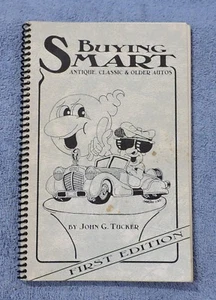 BUYING
SMART
ANTIQUE, CLASSIC & OLDER AUTOS
BY JOHN G. TUCKER
FIRST EDITION